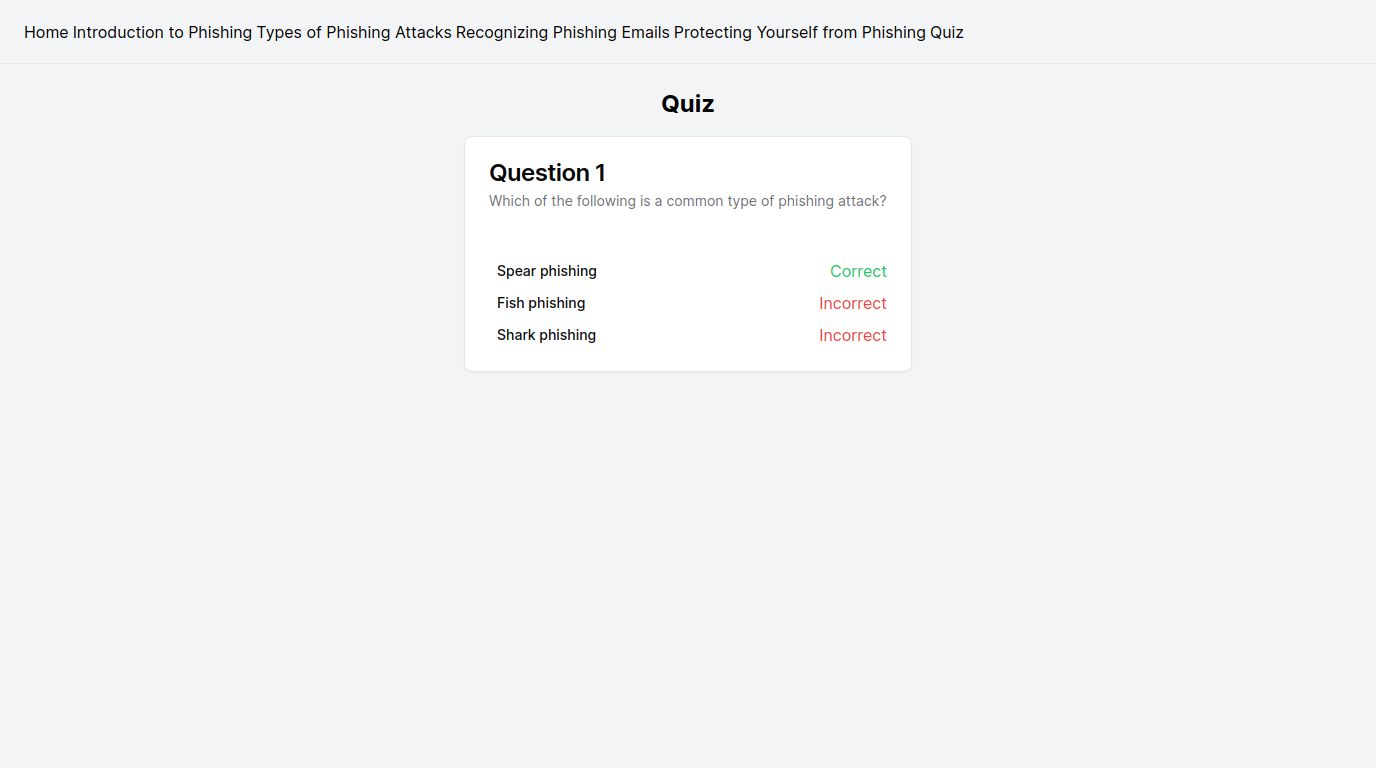 Home Introduction to Phishing Types of Phishing Attacks Recognizing Phishing Emails Protecting Yourself from Phishing Quiz
Quiz
Question 1
Which of the following is a common type of phishing attack?
Spear phishing Correct
Fish phishing Incorrect
Shark phishing Incorrect